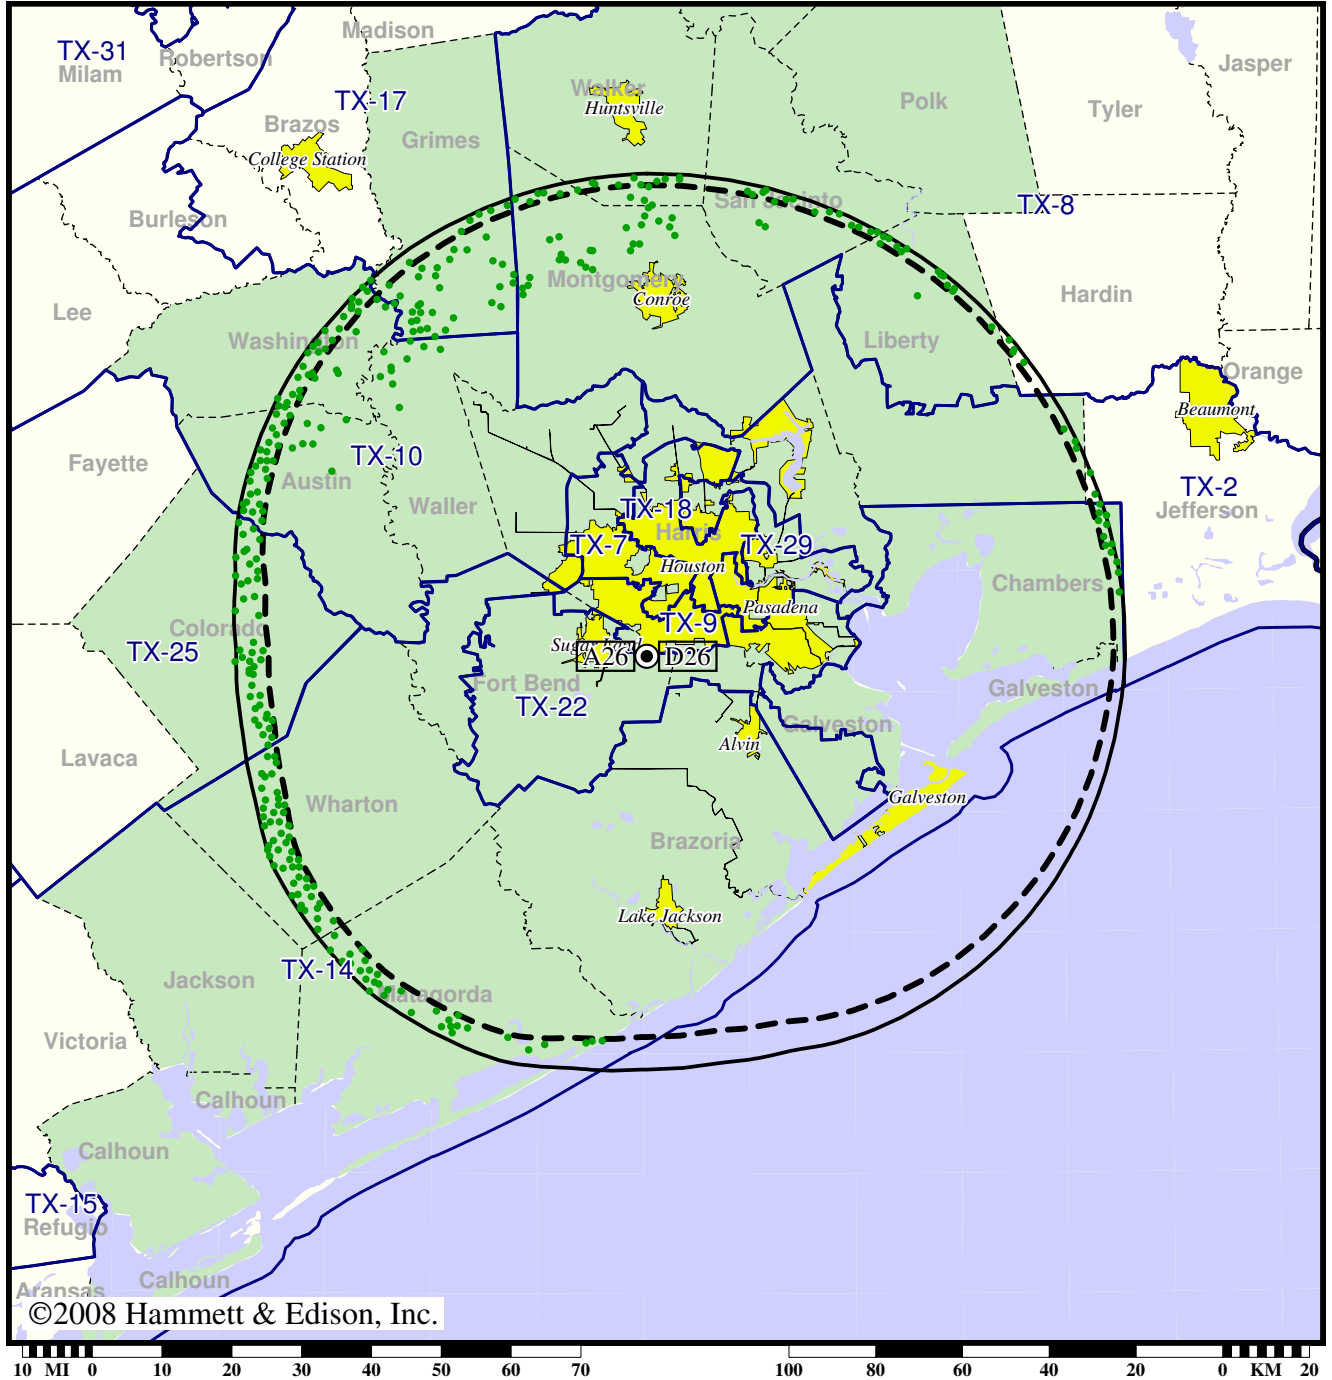 Madison
TX-31
Robertson
Milam
Jasper
Walker
TX-17
Polk
Huntsville
Tyler
Brazos
Grimes
College Station
San Jacinto
TX-8
Burleson
Montgomery
Conroe
Hardin
Lee
Washington
Liberty
Orange
Beaumont
Fayette
TX-10
Austin
TX-2
Waller
TX-18
Jefferson
Harris
TX-7
TX-29
Houston
Chambers
Pasadena
TX-9
Colorado
Sugar Land
TX-25
A26
D26
Fort Bend
Galveston
TX-22
Galveston
Alvin
Lavaca
Galveston
Wharton
Brazoria
Lake Jackson
TX-14
Jackson
Matagorda
Victoria
Calhoun
Calhoun
TX-15
Refugio
Calhoun
Aransas
©2008 Hammett & Edison, Inc.
10 MI 0 10 20 30 40 50 60 70 100 80 60 40 20 0 KM 20